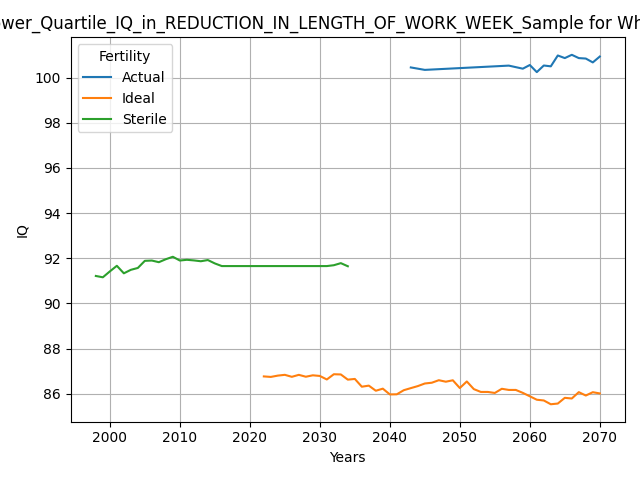 ower_Quartile_IQ_in_REDUCTION_IN_LENGTH_OF_WORK_WEEK_Sample for Wh
Fertility
Actual
Ideal
Sterile
100
98
96
94
92
90
88
86
IQ
2000 2010 2020 2030 2040 2050 2060 2070
Years